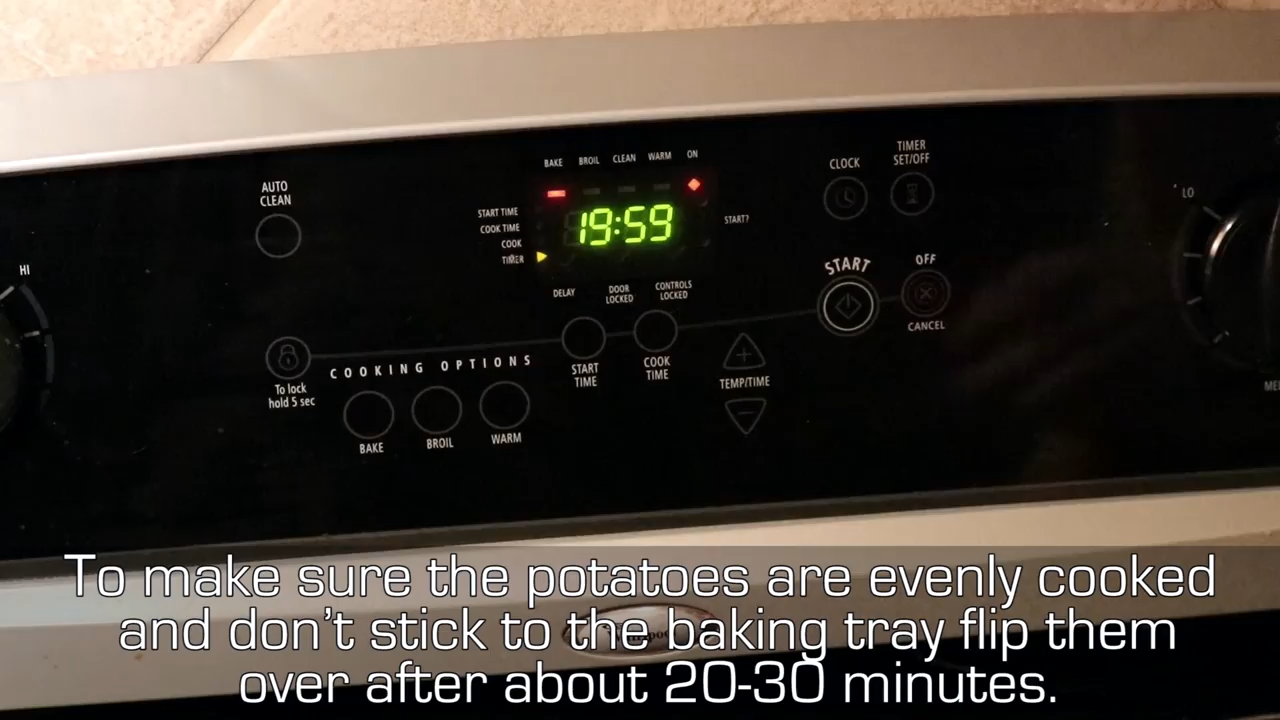 BAKE BROIL CLEAN WARM ON
AUTO
CLEAN
START TIME
COOK TIME
COOK
TIMER
19:59
START?
CLOCK
TIMER
SET/OFF
LO
HI
DELAY
DOOR
LOCKED
CONTROLS
LOCKED
START
OFF
CANCEL
To lock
hold 5 sec
COOKING OPTIONS
BAKE
BROIL
WARM
START
TIME
COOK
TIME
TEMP/TIME
To make sure the potatoes are evenly cooked
and don't stick to the baking tray flip them
over after about 20-30 minutes.